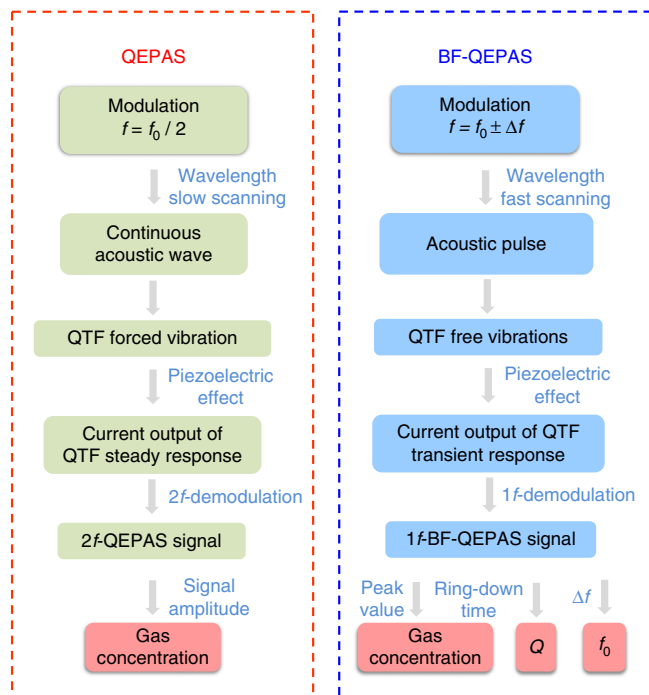 QEPAS
Modulation
f = f₀ / 2
Wavelength
slow scanning
Continuous
acoustic wave
QTF forced vibration
Piezoelectric
effect
Current output of
QTF steady response
2f-demodulation
2f-QEPAS signal
Signal
amplitude
Gas
concentration
BF-QEPAS
Modulation
f = f₀ ± Δf
Wavelength
fast scanning
Acoustic pulse
QTF free vibrations
Piezoelectric
effect
Current output of QTF
transient response
1f-demodulation
1f-BF-QEPAS signal
Peak
value
Ring-down
time
Δf
Gas
concentration
Q
f₀